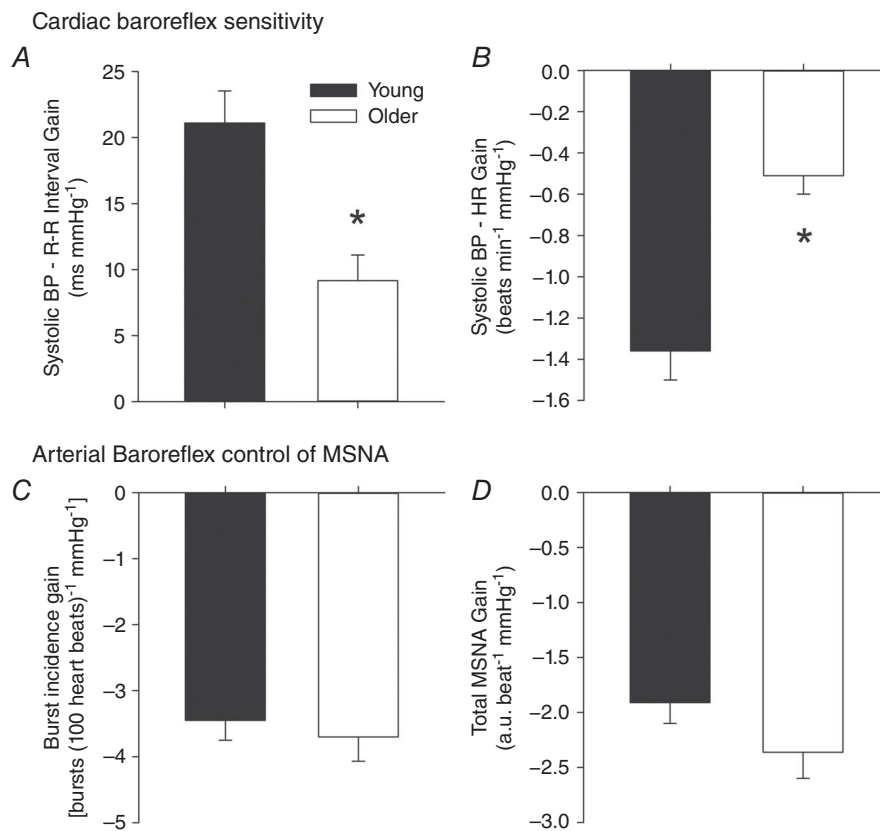 Cardiac baroreflex sensitivity
A
Systolic BP - R-R Interval Gain
(ms mmHg⁻¹)
25
20
15
10
5
0
Young
Older
*
B
Systolic BP - HR Gain
(beats min⁻¹ mmHg⁻¹)
0.0
–0.2
–0.4
–0.6
–0.8
–1.0
–1.2
–1.4
–1.6
*
Arterial Baroreflex control of MSNA
C
Burst incidence gain
[bursts (100 heart beats)⁻¹ mmHg⁻¹]
0
–1
–2
–3
–4
–5
D
Total MSNA Gain
(a.u. beat⁻¹ mmHg⁻¹)
0.0
–0.5
–1.0
–1.5
–2.0
–2.5
–3.0